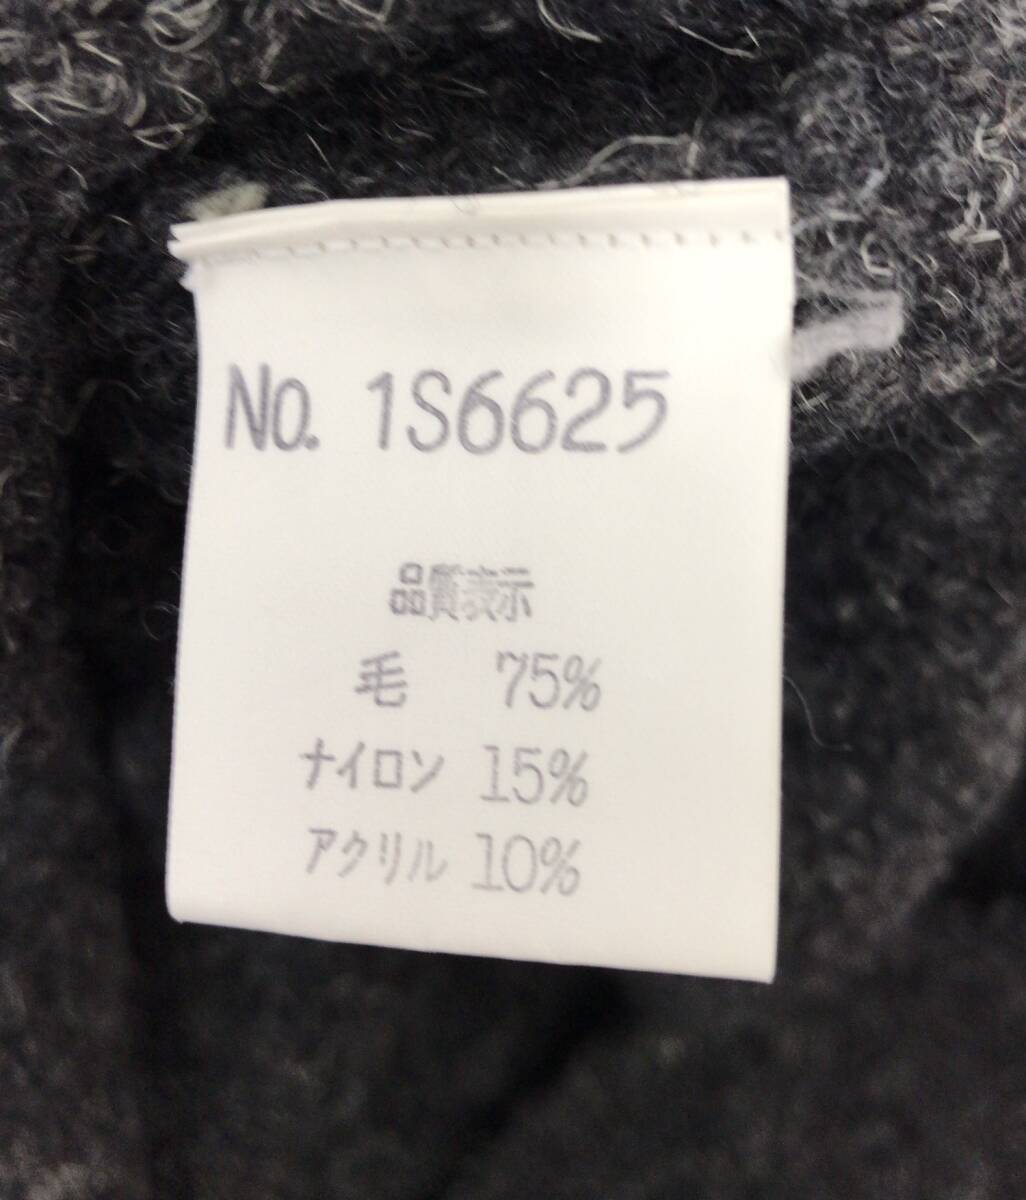 No. 1S6625
品質表示
毛 75%
ナイロン 15%
アクリル 10%